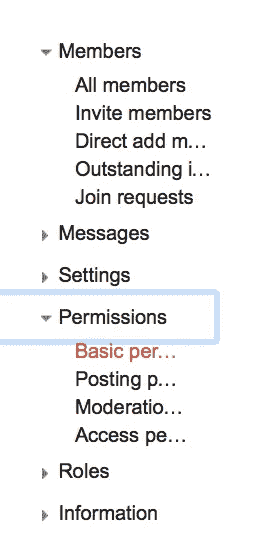 Members
All members
Invite members
Direct add m...
Outstanding i...
Join requests
Messages
Settings
Permissions
Basic per...
Posting p...
Moderatio...
Access pe...
Roles
Information